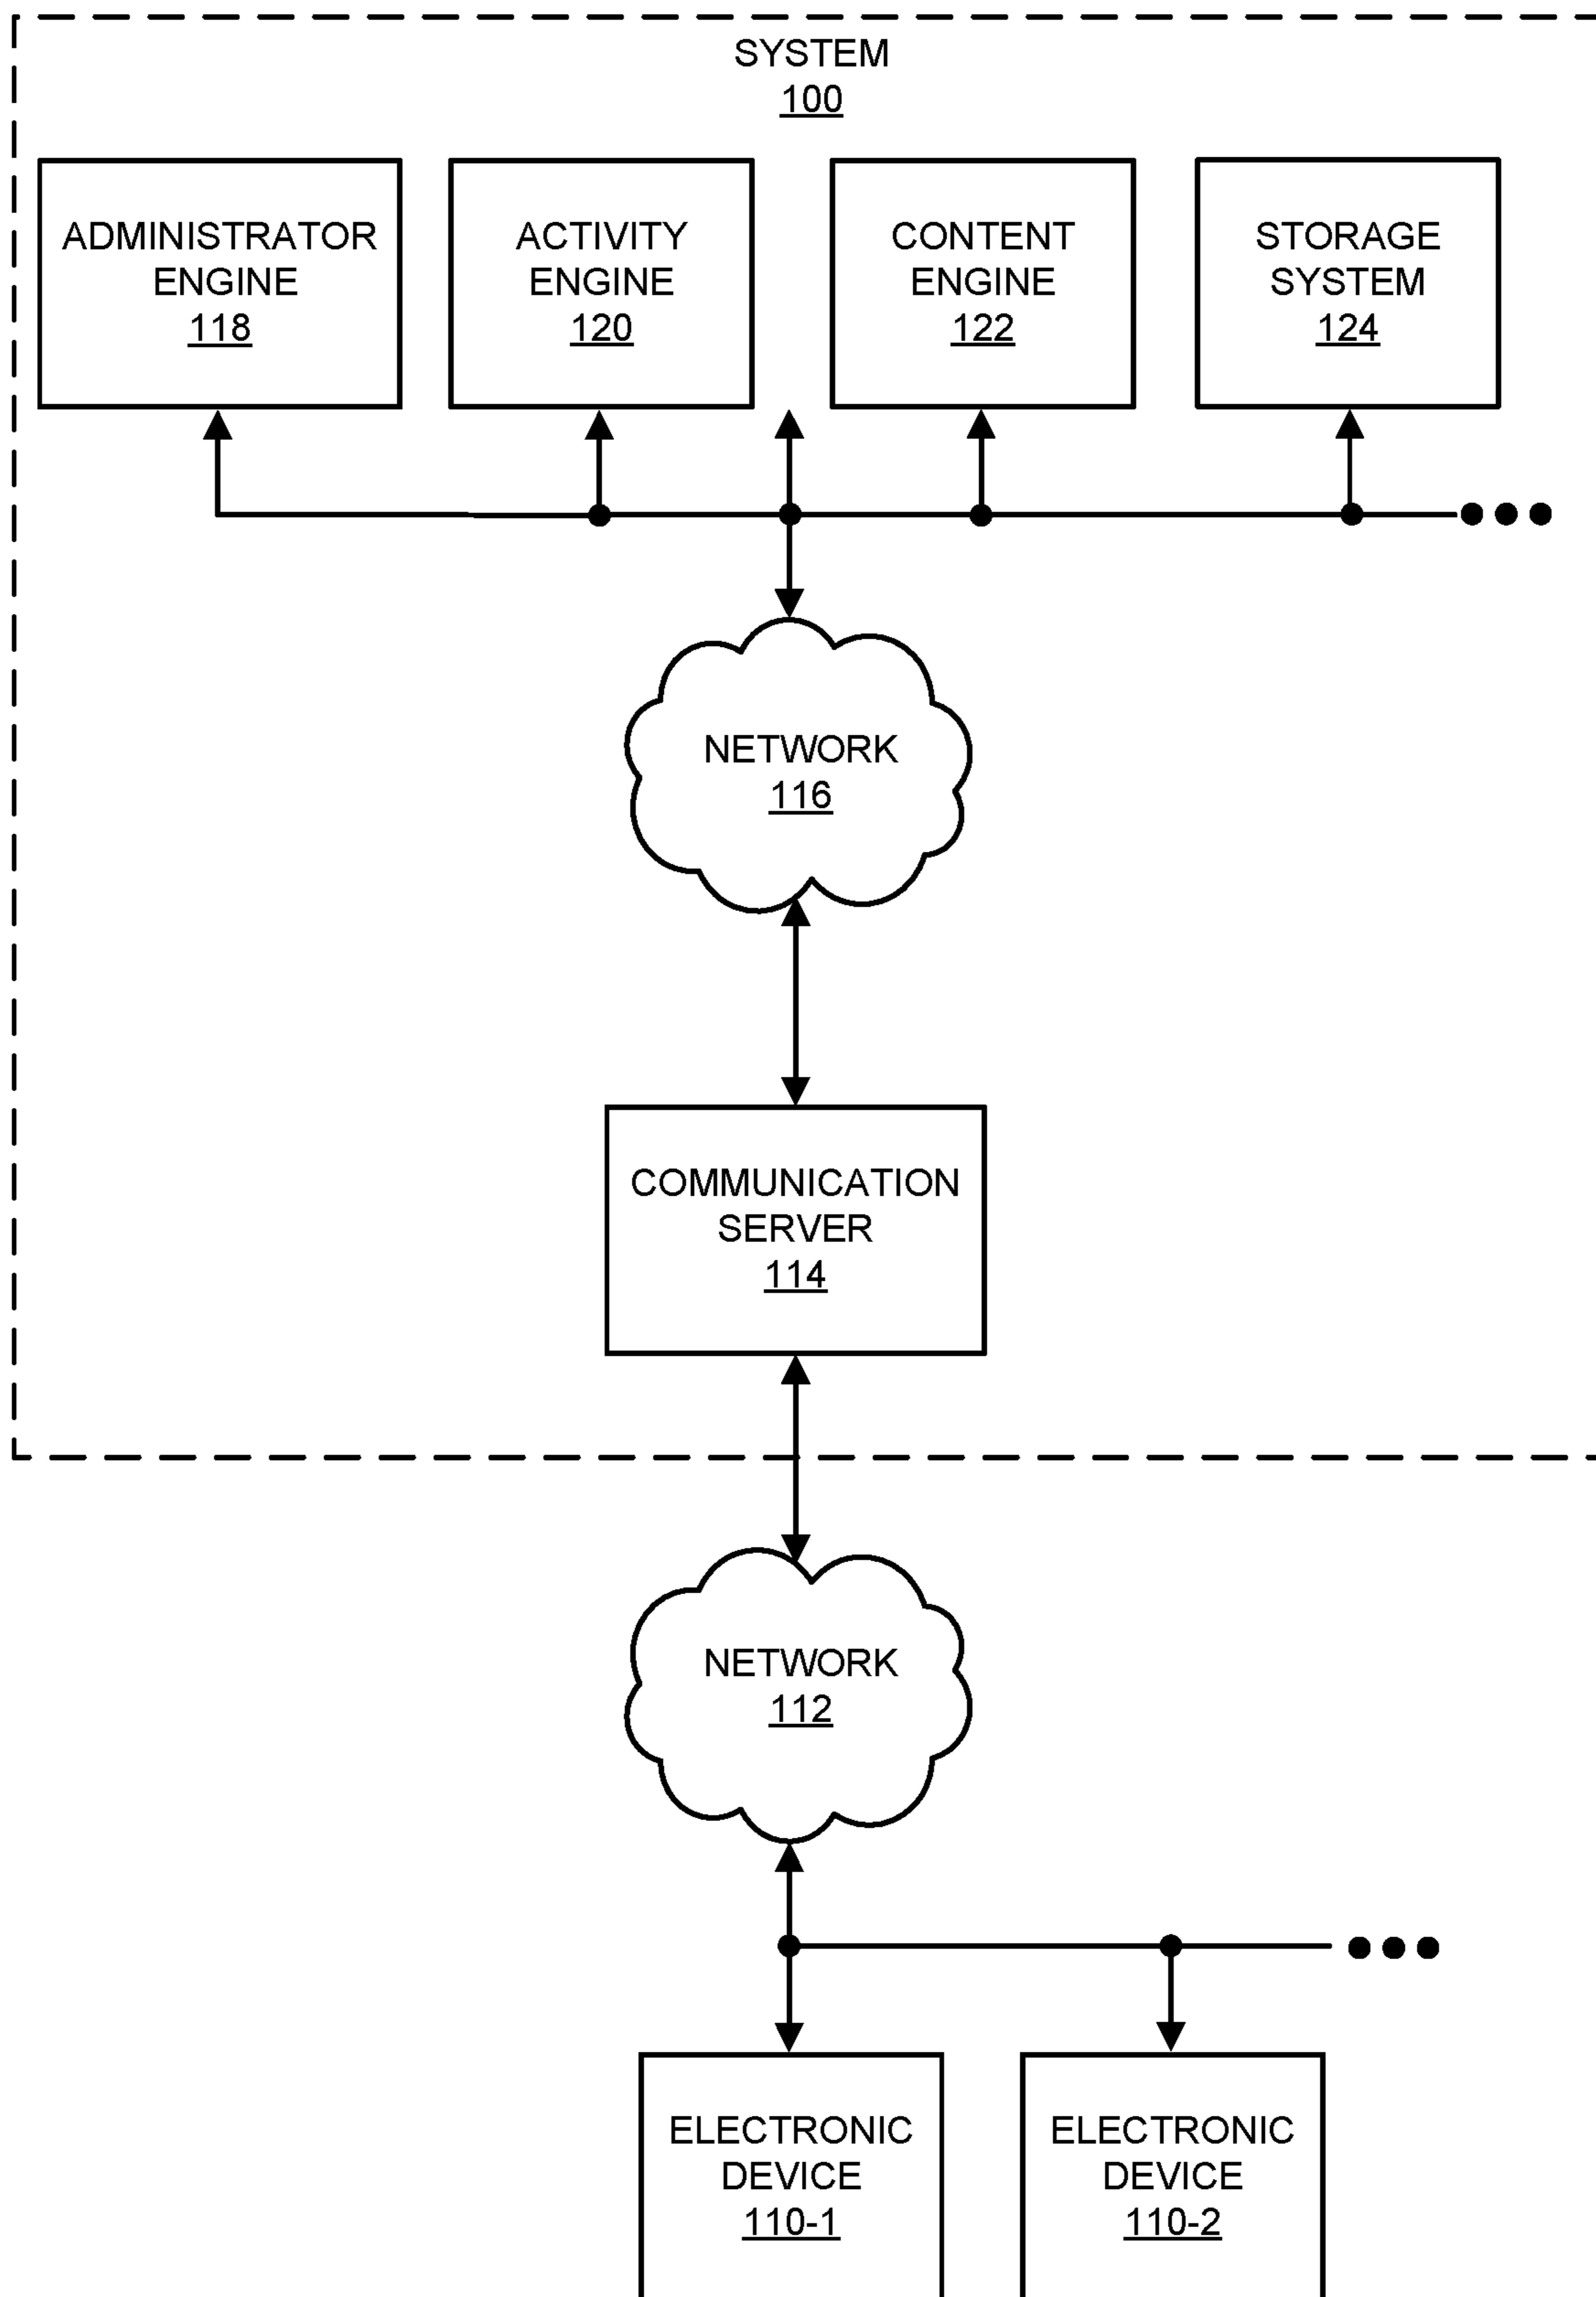 SYSTEM
100
ADMINISTRATOR
ENGINE
118
ACTIVITY
ENGINE
120
CONTENT
ENGINE
122
STORAGE
SYSTEM
124
NETWORK
116
COMMUNICATION
SERVER
114
NETWORK
112
ELECTRONIC
DEVICE
110-1
ELECTRONIC
DEVICE
110-2